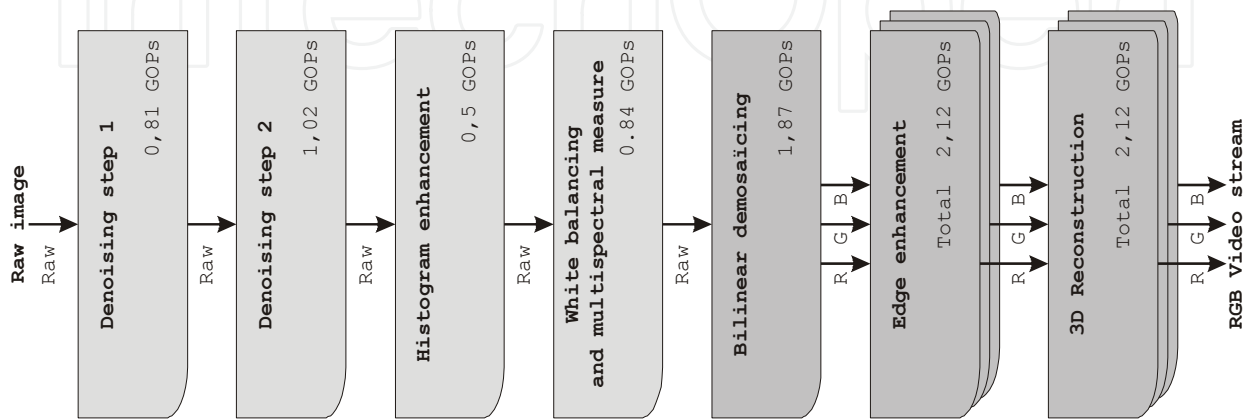 Raw image
Raw
Denoising step 1
0,81 GOPs
Raw
Denoising step 2
1,02 GOPs
Raw
Histogram enhancement
0,5 GOPs
Raw
White balancing
and multispectral measure
0.84 GOPs
Raw
Bilinear demosaïcing
1,87 GOPs
R G B
Edge enhancement
Total 2,12 GOPs
R G B
3D Reconstruction
Total 2,12 GOPs
R G B
RGB Video stream